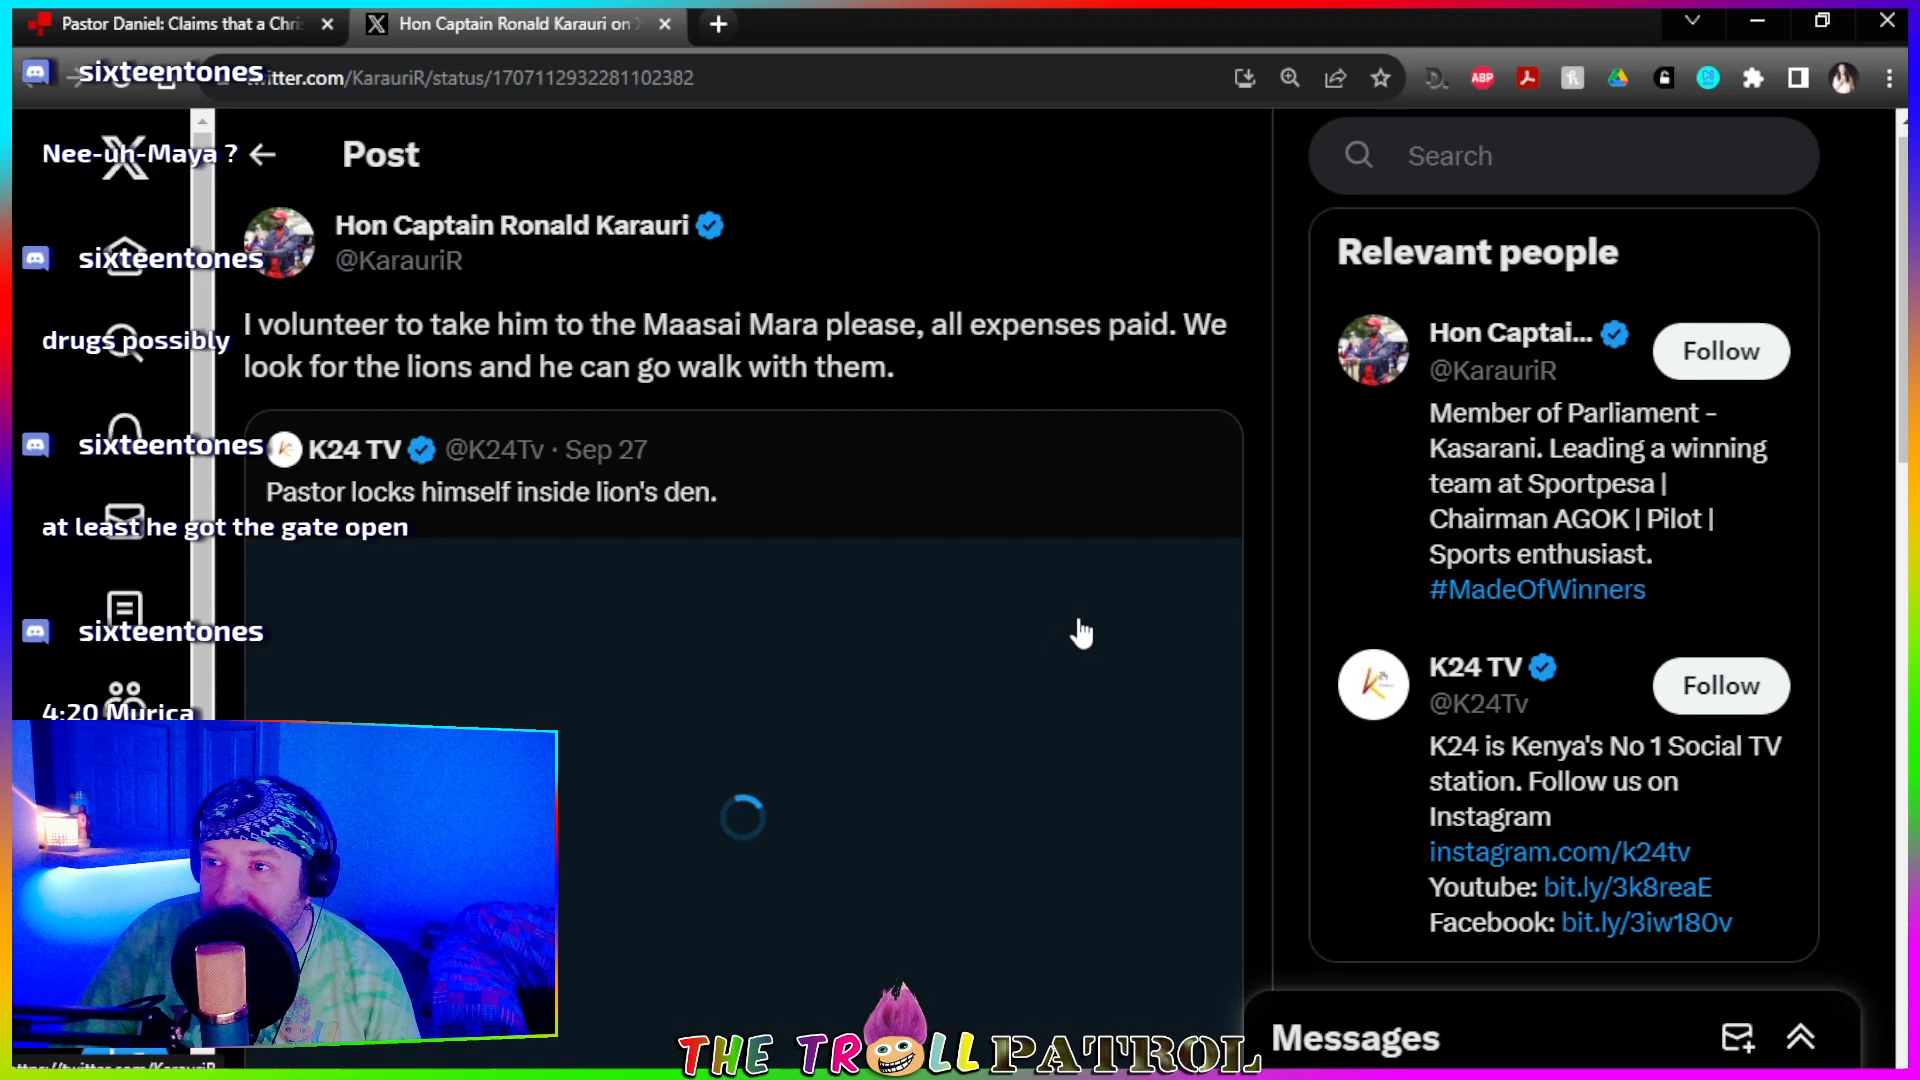 Pastor Daniel: Claims that a Chris
Hon Captain Ronald Karauri on X
twitter.com/KarauriR/status/1707112932281102382
ABP
sixteentones
Nee-uh-Maya ?
sixteentones
drugs possibly
sixteentones
at least he got the gate open
sixteentones
4:20 Murica
Post
Hon Captain Ronald Karauri
@KarauriR
I volunteer to take him to the Maasai Mara please, all expenses paid. We
look for the lions and he can go walk with them.
K24 TV @K24Tv · Sep 27
Pastor locks himself inside lion's den.
Search
Relevant people
Hon Captai...
@KarauriR
Follow
Member of Parliament -
Kasarani. Leading a winning
team at Sportpesa |
Chairman AGOK | Pilot |
Sports enthusiast.
#MadeOfWinners
K24 TV
@K24Tv
Follow
K24 is Kenya's No 1 Social TV
station. Follow us on
Instagram
instagram.com/k24tv
Youtube: bit.ly/3k8reaE
Facebook: bit.ly/3iw180v
Messages
THE TROLL PATROL